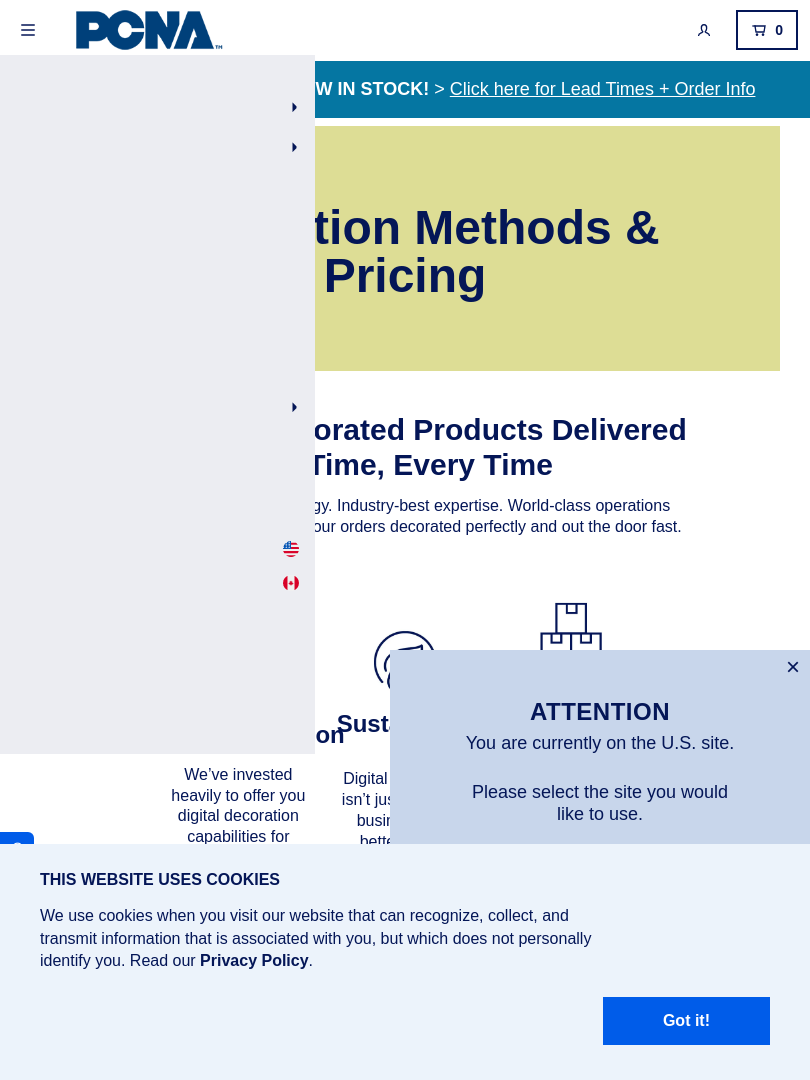 PCNA™
0
W IN STOCK! > Click here for Lead Times + Order Info
tion Methods &
Pricing
orated Products Delivered
Time, Every Time
gy. Industry-best expertise. World-class operations
our orders decorated perfectly and out the door fast.
on
Susta
We've invested
heavily to offer you
digital decoration
capabilities for
Digital
isn't jus
busin
bette
ATTENTION
You are currently on the U.S. site.
Please select the site you would
like to use.
THIS WEBSITE USES COOKIES
We use cookies when you visit our website that can recognize, collect, and
transmit information that is associated with you, but which does not personally
identify you. Read our Privacy Policy.
Got it!